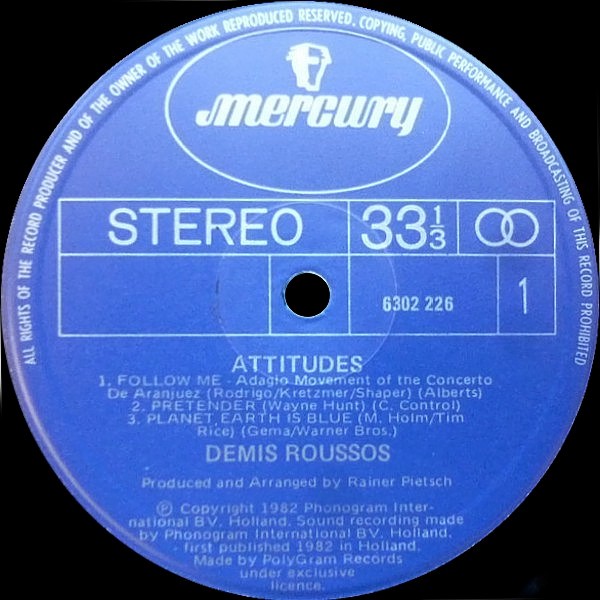 ALL RIGHTS OF THE RECORD PRODUCER AND OF THE OWNER OF THE WORK REPRODUCED RESERVED. COPYING, PUBLIC PERFORMANCE AND BROADCASTING OF THIS RECORD PROHIBITED
mercury
STEREO 33 1/3
6302 226 1
ATTITUDES
1. FOLLOW ME - Adagio Movement of the Concerto
De Aranjuez (Rodrigo/Kretzmer/Shaper) (Alberts)
2. PRETENDER (Wayne Hunt) (C. Control)
3. PLANET EARTH IS BLUE (M. Holm/Tim
Rice) (Gema/Warner Bros.)
DEMIS ROUSSOS
Produced and Arranged by Rainer Pietsch
℗ Copyright 1982 Phonogram Inter-
national BV. Holland. Sound recording made
by Phonogram International BV. Holland.
- first published 1982 in Holland.
Made by PolyGram Records
under exclusive
licence.